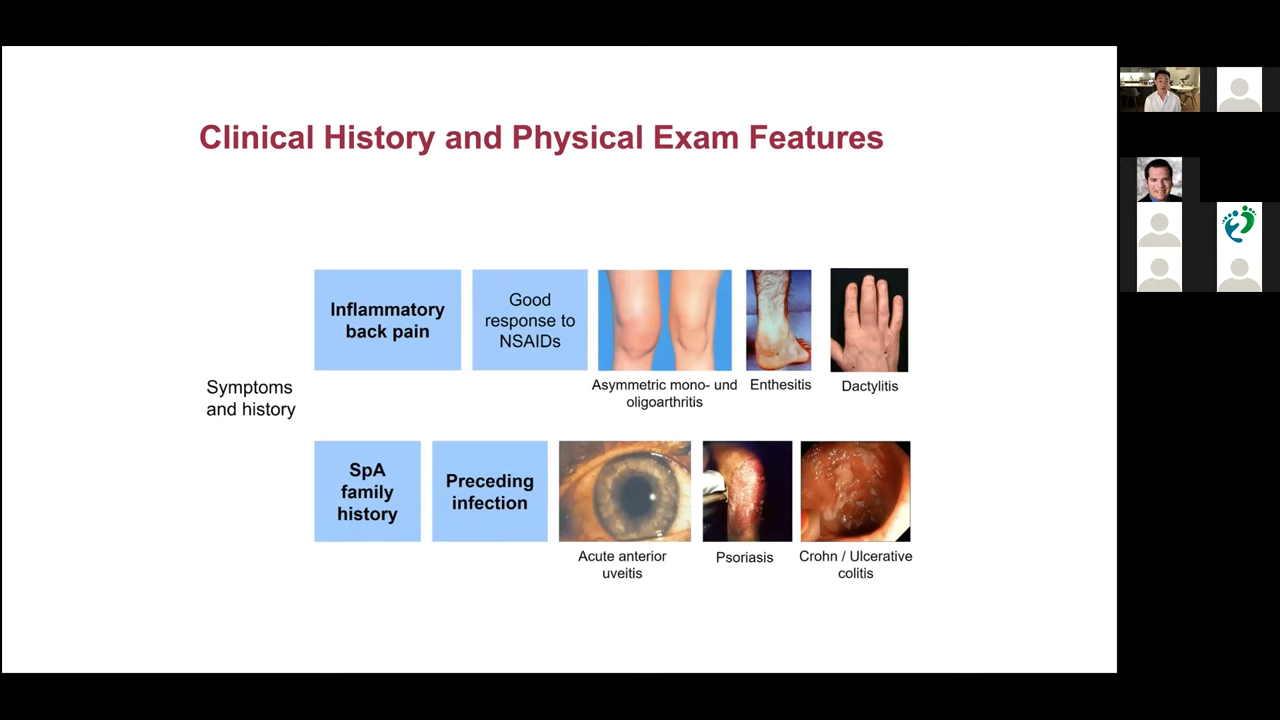 Clinical History and Physical Exam Features
Symptoms
and history
Inflammatory
back pain
Good
response to
NSAIDs
Asymmetric mono- und
oligoarthritis
Enthesitis
Dactylitis
SpA
family
history
Preceding
infection
Acute anterior
uveitis
Psoriasis
Crohn / Ulcerative
colitis